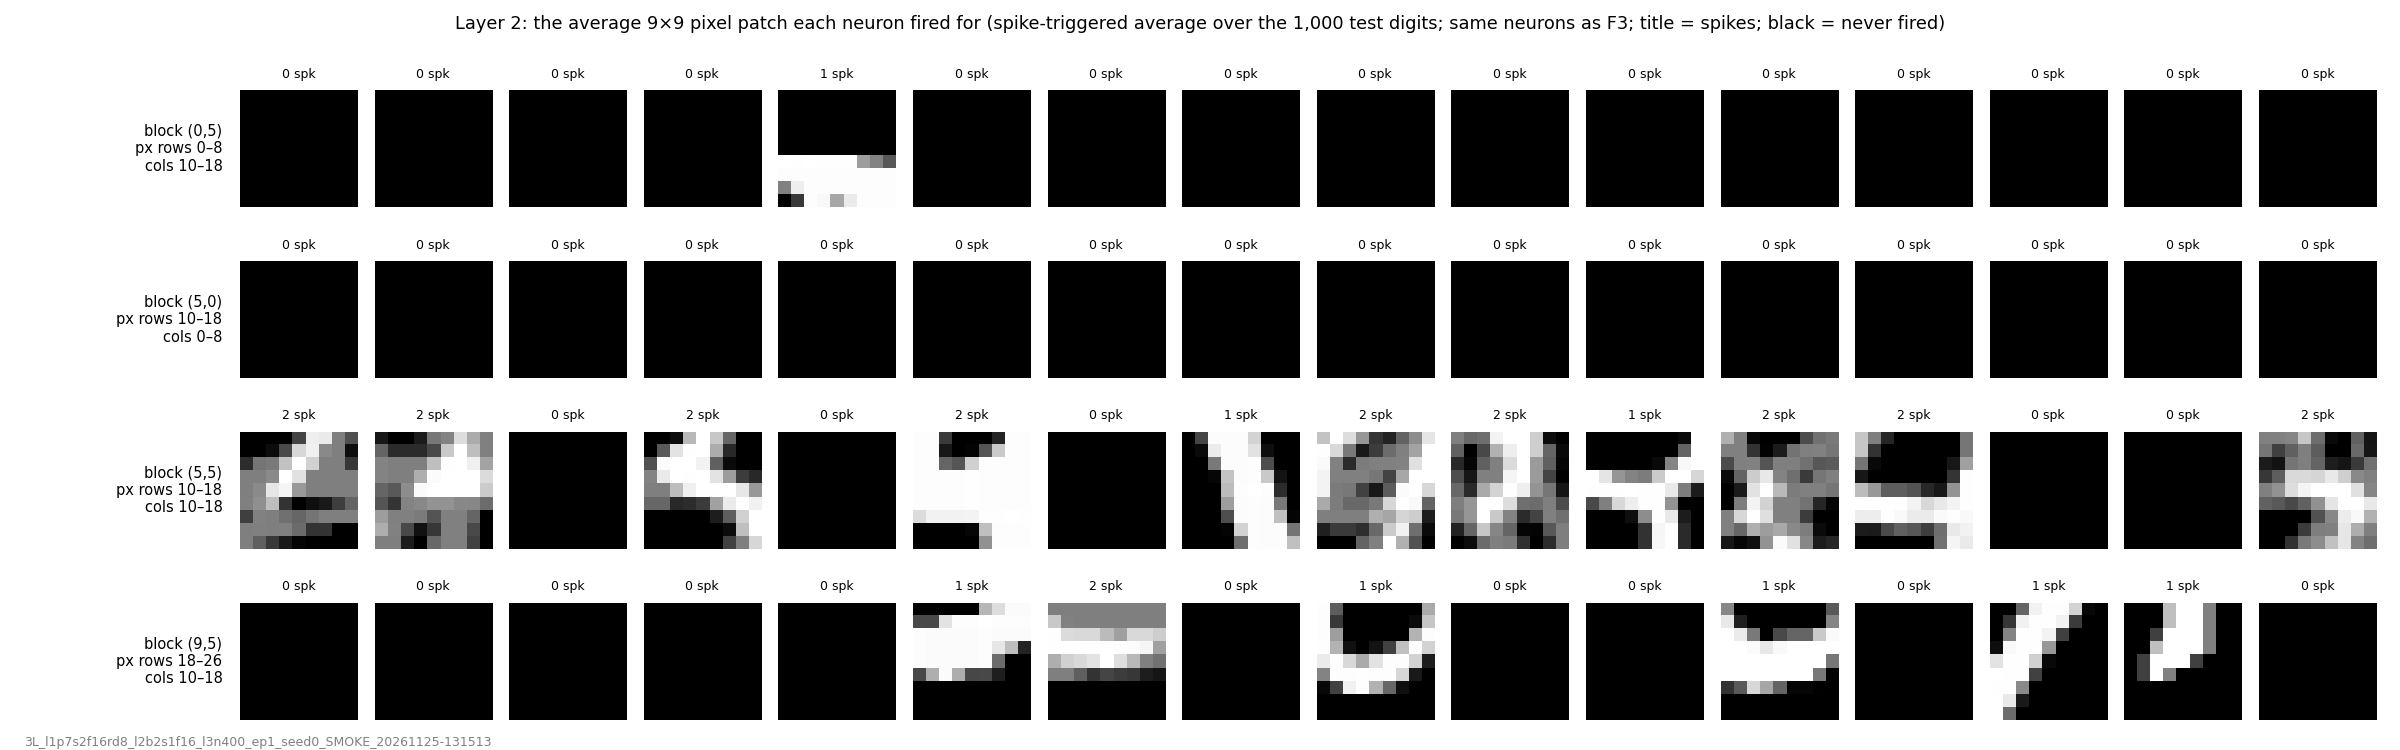 Layer 2: the average 9×9 pixel patch each neuron fired for (spike-triggered average over the 1,000 test digits; same neurons as F3; title = spikes; black = never fired)
0 spk 0 spk 0 spk 0 spk 1 spk 0 spk 0 spk 0 spk 0 spk 0 spk 0 spk 0 spk 0 spk 0 spk 0 spk 0 spk
block (0,5)
px rows 0–8
cols 10–18
0 spk 0 spk 0 spk 0 spk 0 spk 0 spk 0 spk 0 spk 0 spk 0 spk 0 spk 0 spk 0 spk 0 spk 0 spk 0 spk
block (5,0)
px rows 10–18
cols 0–8
2 spk 2 spk 0 spk 2 spk 0 spk 2 spk 0 spk 1 spk 2 spk 2 spk 1 spk 2 spk 2 spk 0 spk 0 spk 2 spk
block (5,5)
px rows 10–18
cols 10–18
0 spk 0 spk 0 spk 0 spk 0 spk 1 spk 2 spk 0 spk 1 spk 0 spk 0 spk 1 spk 0 spk 1 spk 1 spk 0 spk
block (9,5)
px rows 18–26
cols 10–18
3L_l1p7s2f16rd8_l2b2s1f16_l3n400_ep1_seed0_SMOKE_20261125-131513